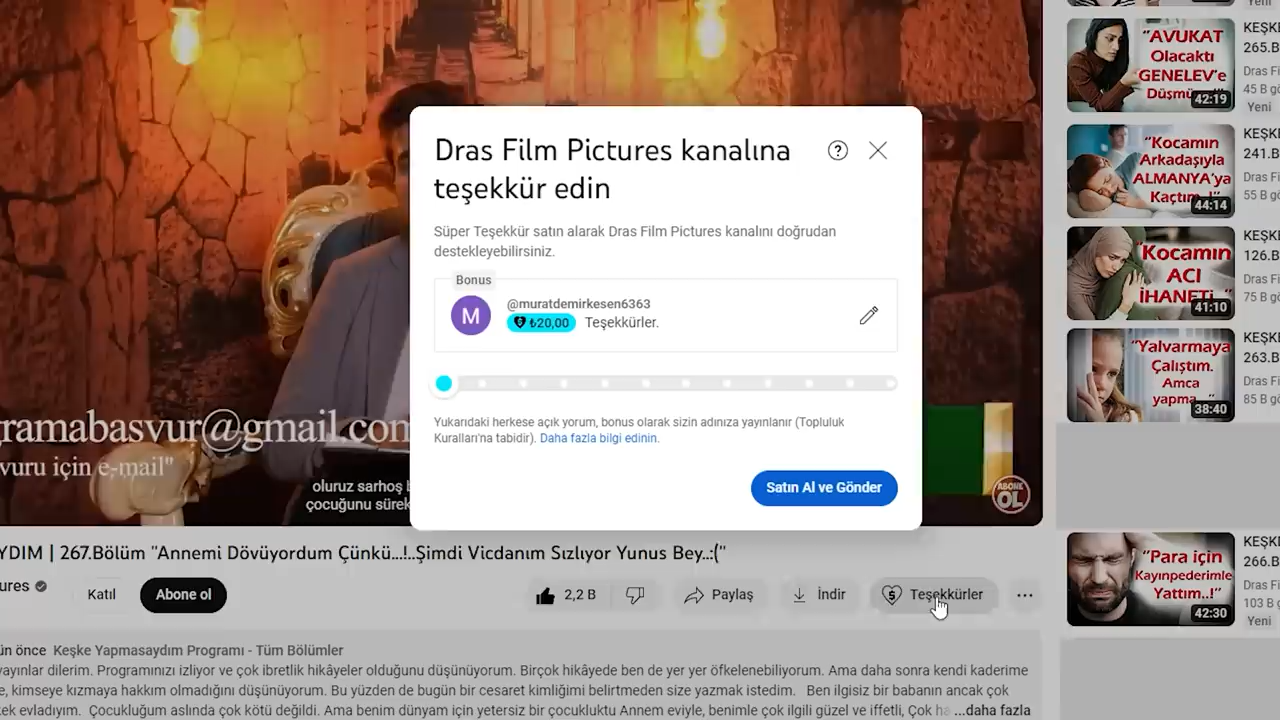 Dras Film Pictures kanalına
teşekkür edin
Süper Teşekkür satın alarak Dras Film Pictures kanalını doğrudan
destekleyebilirsiniz.
Bonus
M
@muratdemirkesen6363
₺20,00 Teşekkürler.
Yukarıdaki herkese açık yorum, bonus olarak sizin adınıza yayınlanır (Topluluk
Kuralları'na tabidir). Daha fazla bilgi edinin.
Satın Al ve Gönder
ramabasvur@gmail.com
vuru için e-mail"
oluruz sarhoş
çocuğunu sürek
ABONE
OL
YDIM | 267.Bölüm "Annemi Dövüyordum Çünkü...!..Şimdi Vicdanım Sızlıyor Yunus Bey..:("
ures
Katıl
Abone ol
2,2 B
Paylaş
İndir
Teşekkürler
ün önce Keşke Yapmasaydım Programı - Tüm Bölümler
yayınlar dilerim. Programınızı izliyor ve çok ibretlik hikâyeler olduğunu düşünüyorum. Birçok hikâyede ben de yer yer öfkelenebiliyorum. Ama daha sonra kendi kaderime
e, kimseye kızmaya hakkım olmadığını düşünüyorum. Bu yüzden de bugün bir cesaret kimliğimi belirtmeden size yazmak istedim. Ben ilgisiz bir babanın ancak çok
ek evladıyım. Çocukluğum aslında çok kötü değildi. Ama benim dünyam için yetersiz bir çocukluktu Annem eviyle, benimle çok ilgili güzel ve iffetli, Çok ...daha fazla
Yeni
"AVUKAT
Olacaktı
GENELEV'e
Düşmü
42:19
KEŞK
265.B
Dras F
45 B g
Yeni
"Kocamın
Arkadaşıyla
ALMANYA'ya
Kaçtım..!"
44:14
KEŞK
241.B
Dras Fi
55 B g
"Kocamın
ACI
İHANETi.."
41:10
KEŞK
126.B
Dras Fi
75 B g
"Yalvarmaya
Çalıştım.
Amca
yapma
38:40
KEŞK
263.B
Dras Fi
85 B g
"Para için
Kayınpederimle
Yattım..!"
42:30
KEŞK
266.B
Dras Fi
103 B g
Yeni